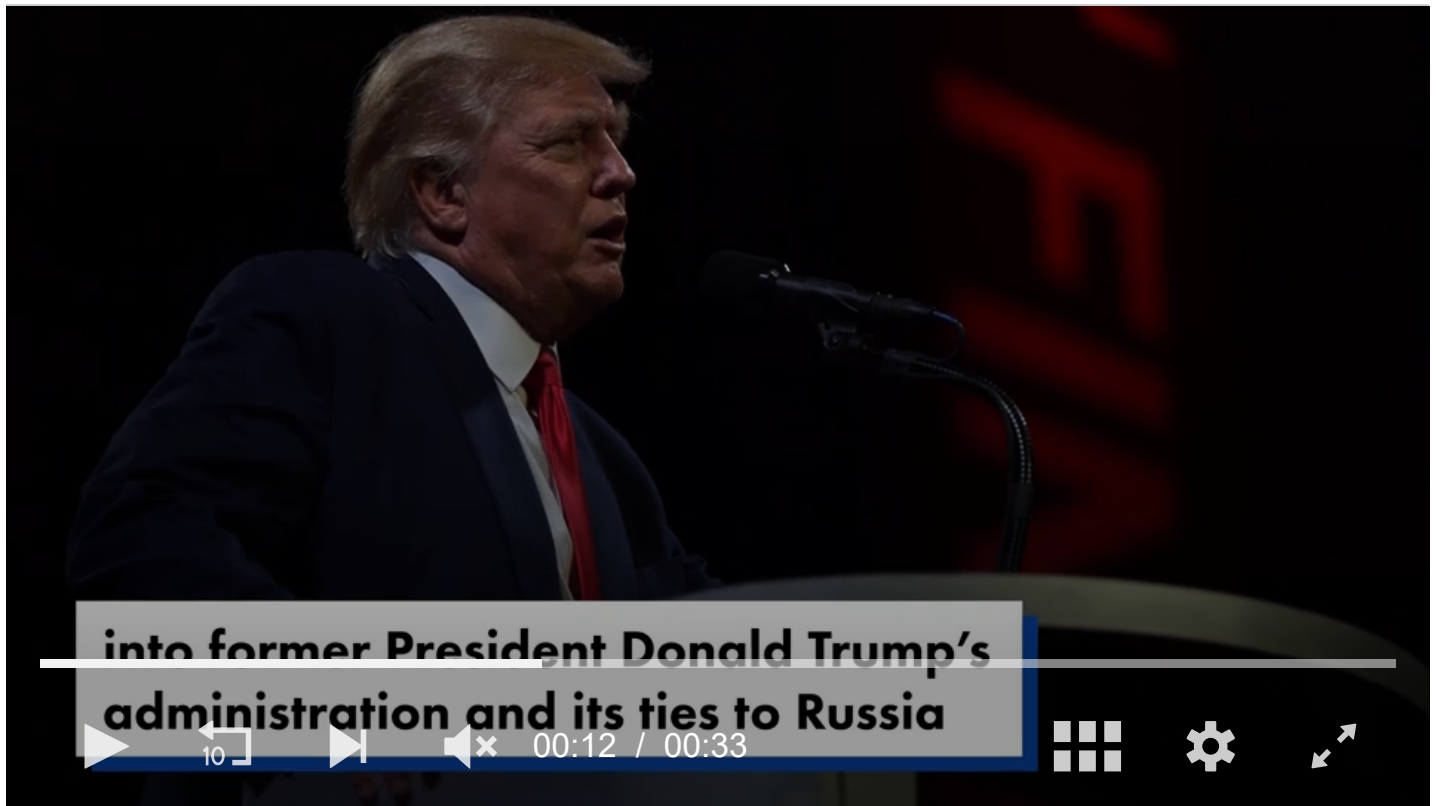 into former President Donald Trump’s
administration and its ties to Russia
10
00:12 / 00:33